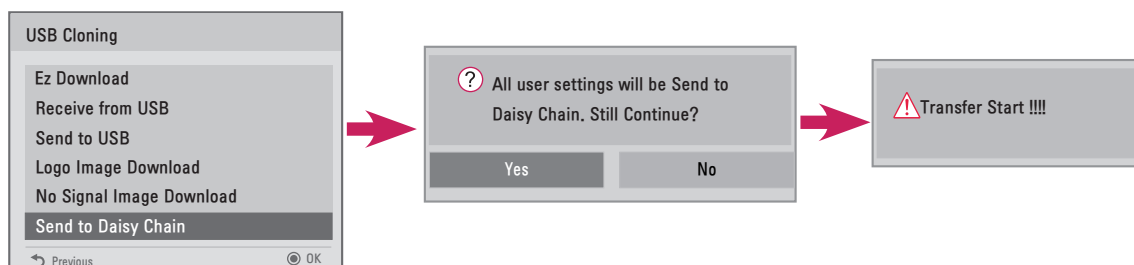 USB Cloning
Ez Download
Receive from USB
Send to USB
Logo Image Download
No Signal Image Download
Send to Daisy Chain
Previous
OK
? All user settings will be Send to
Daisy Chain. Still Continue?
Yes
No
! Transfer Start !!!!